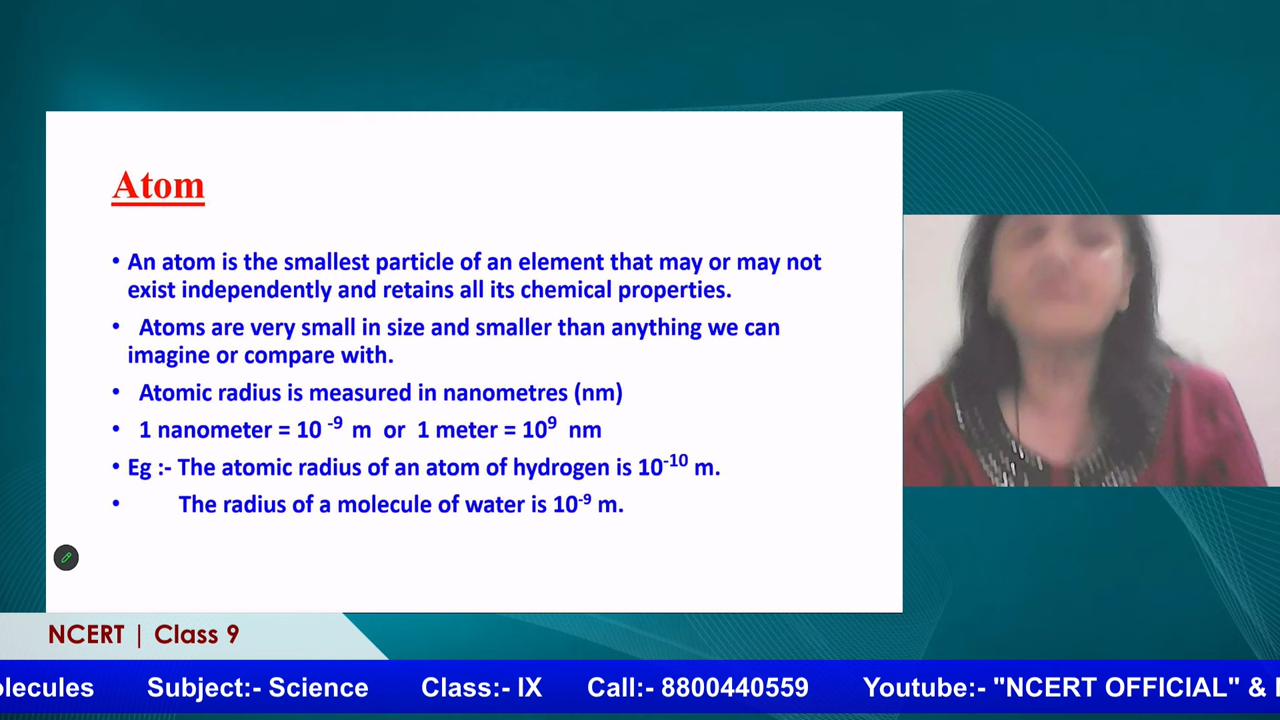 Atom
• An atom is the smallest particle of an element that may or may not
exist independently and retains all its chemical properties.
• Atoms are very small in size and smaller than anything we can
imagine or compare with.
• Atomic radius is measured in nanometres (nm)
• 1 nanometer = 10⁻⁹ m or 1 meter = 10⁹ nm
• Eg :- The atomic radius of an atom of hydrogen is 10⁻¹⁰ m.
• The radius of a molecule of water is 10⁻⁹ m.
NCERT | Class 9
Subject:- Science Class:- IX Call:- 8800440559 Youtube:- "NCERT OFFICIAL" &